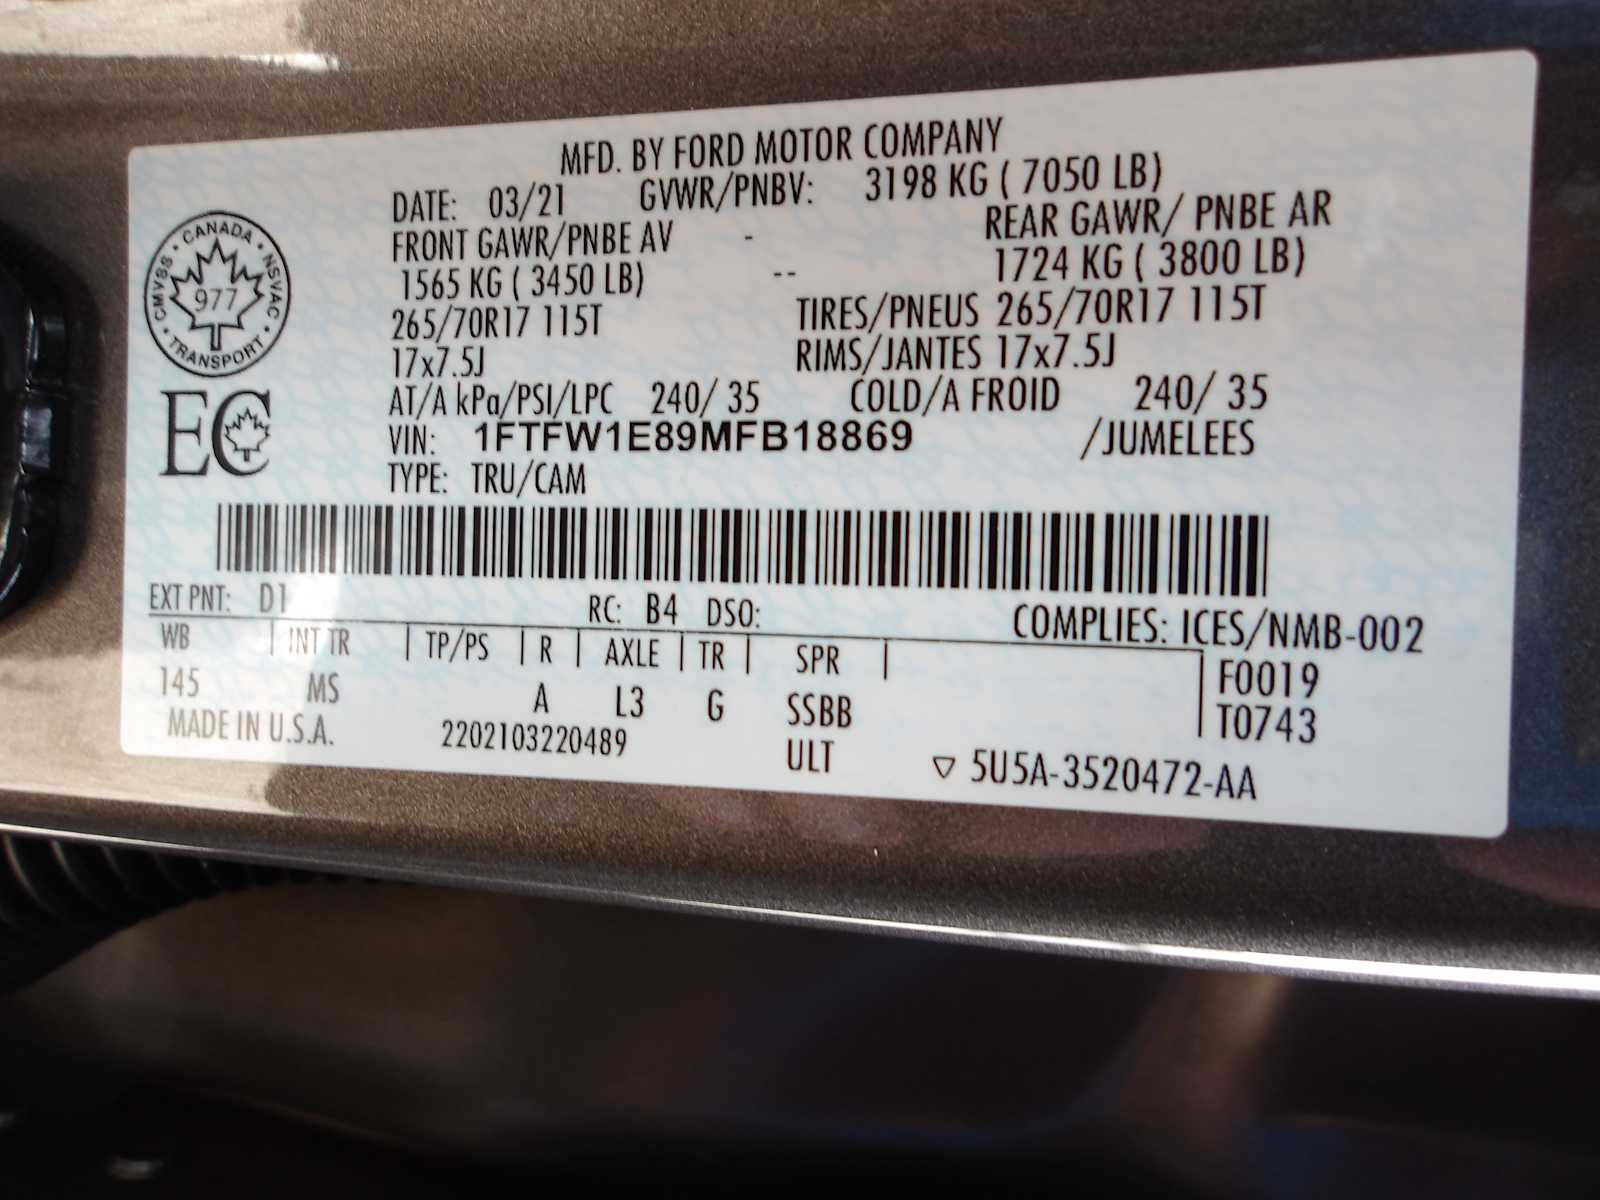 MFD. BY FORD MOTOR COMPANY
DATE: 03/21 GVWR/PNBV: 3198 KG ( 7050 LB)
FRONT GAWR/PNBE AV - REAR GAWR/ PNBE AR
1565 KG ( 3450 LB) -- 1724 KG ( 3800 LB)
265/70R17 115T TIRES/PNEUS 265/70R17 115T
17x7.5J RIMS/JANTES 17x7.5J
AT/A kPa/PSI/LPC 240/ 35 COLD/A FROID 240/ 35
VIN: 1FTFW1E89MFB18869 /JUMELEES
TYPE: TRU/CAM
CANADA
CMVSS NSVAC
977
TRANSPORT
EC
EXT PNT: D1 RC: B4 DSO: COMPLIES: ICES/NMB-002
WB | INT TR | TP/PS | R | AXLE | TR | SPR | F0019
145 MS A L3 G SSBB T0743
MADE IN U.S.A. 2202103220489 ULT ▽ 5U5A-3520472-AA